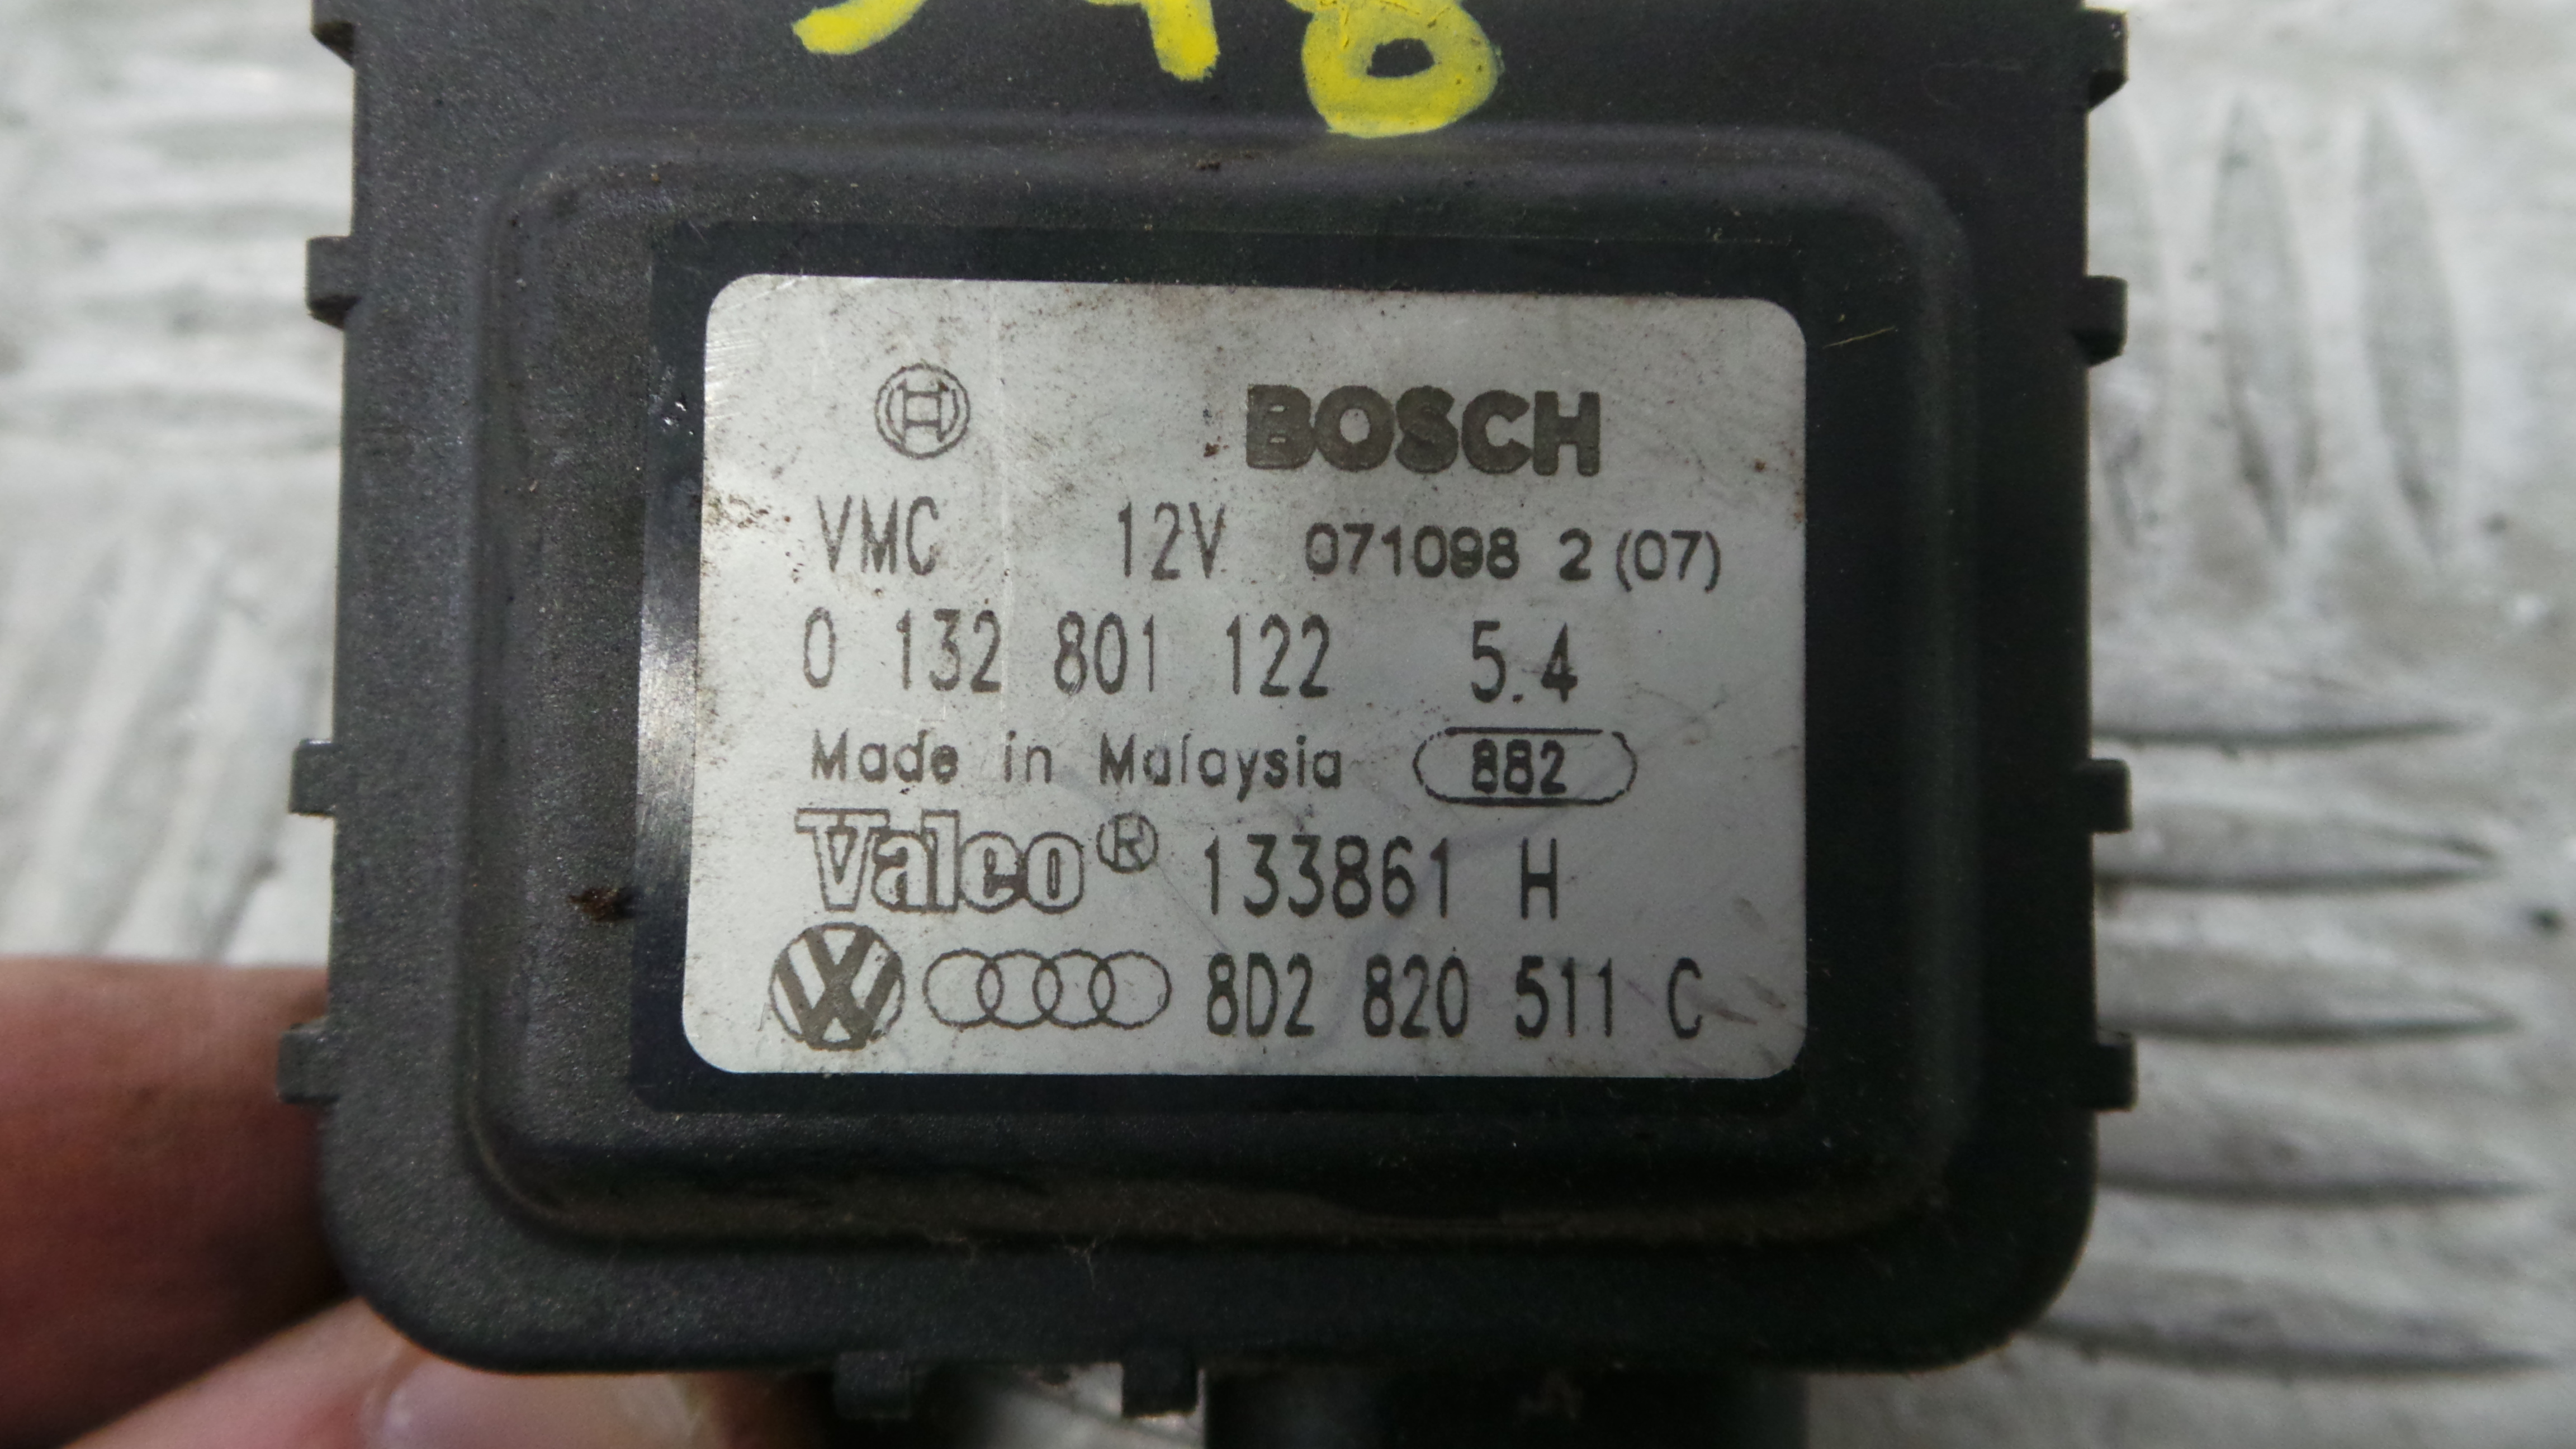 BOSCH
VMC 12V 071098 2 (07)
0 132 801 122 5.4
Made in Malaysia 882
Valeo® 133861 H
8D2 820 511 C